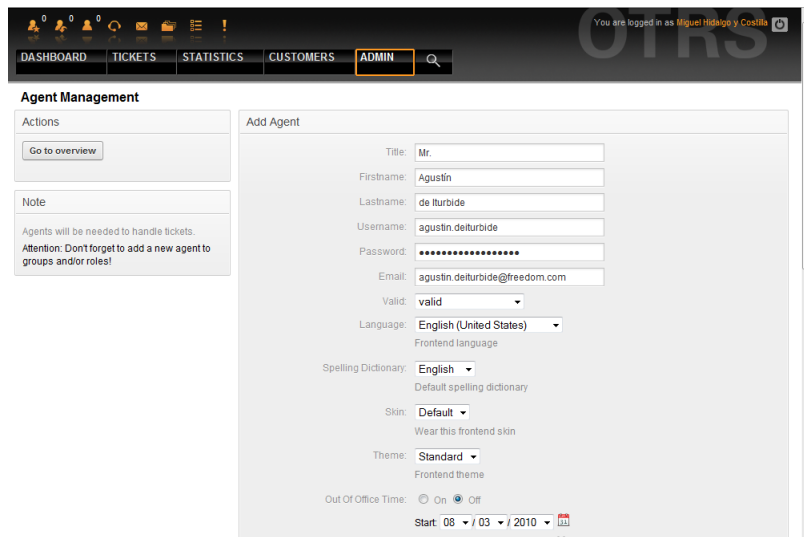 0 0 0
You are logged in as Miguel Hidalgo y Costilla
OTRS
DASHBOARD TICKETS STATISTICS CUSTOMERS ADMIN
Agent Management
Actions
Go to overview
Note
Agents will be needed to handle tickets.
Attention: Don't forget to add a new agent to
groups and/or roles!
Add Agent
Title: Mr.
Firstname: Agustín
Lastname: de Iturbide
Username: agustin.deiturbide
Password: ••••••••••••••••••
Email: agustin.deiturbide@freedom.com
Valid: valid
Language: English (United States)
Frontend language
Spelling Dictionary: English
Default spelling dictionary
Skin: Default
Wear this frontend skin
Theme: Standard
Frontend theme
Out Of Office Time: On Off
Start: 08 / 03 / 2010